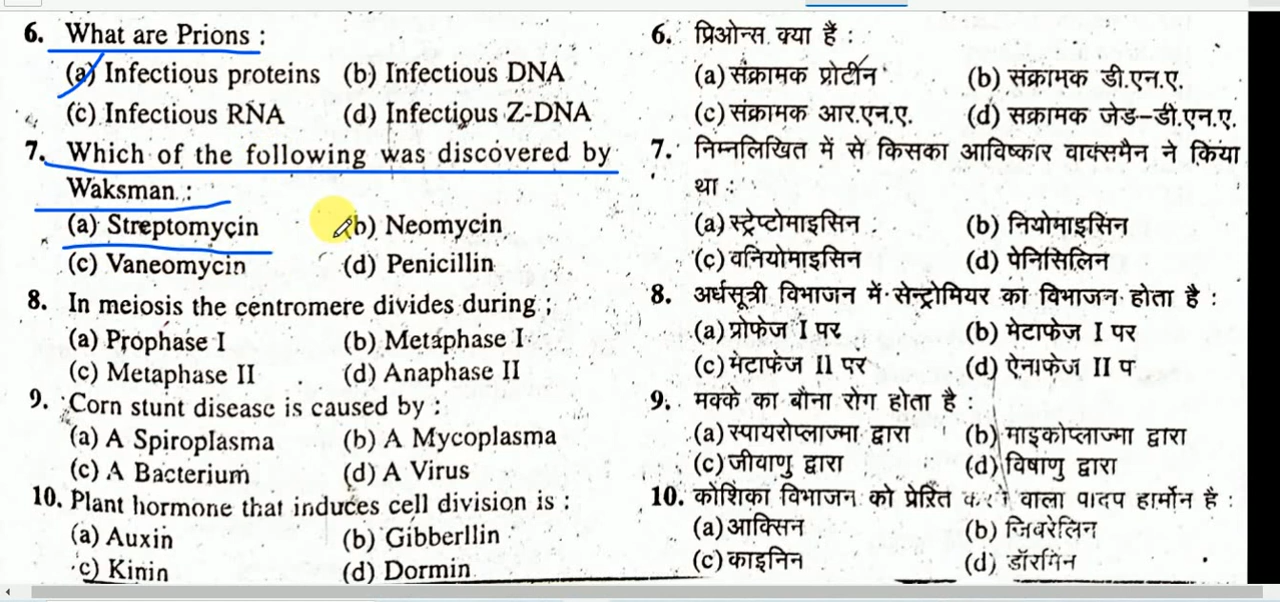 6. What are Prions :
(a) Infectious proteins (b) Infectious DNA
(c) Infectious RNA (d) Infectious Z-DNA
7. Which of the following was discovered by
Waksman :
(a) Streptomycin (b) Neomycin
(c) Vaneomycin (d) Penicillin
8. In meiosis the centromere divides during ;
(a) Prophase I (b) Metaphase I
(c) Metaphase II (d) Anaphase II
9. Corn stunt disease is caused by :
(a) A Spiroplasma (b) A Mycoplasma
(c) A Bacterium (d) A Virus
10. Plant hormone that induces cell division is :
(a) Auxin (b) Gibberllin
(c) Kinin (d) Dormin
6. प्रिओन्स क्या हैं :
(a) संक्रामक प्रोटीन (b) संक्रामक डी.एन.ए.
(c) संक्रामक आर.एन.ए. (d) सक्रामक जेड-डी.एन.ए.
7. निम्नलिखित में से किसका आविष्कार वाक्समैन ने किया
था :
(a) स्ट्रेप्टोमाइसिन (b) नियोमाइसिन
(c) वनियोमाइसिन (d) पेनिसिलिन
8. अर्धसूत्री विभाजन में सेन्ट्रोमियर का विभाजन होता है :
(a) प्रोफेज I पर (b) मेटाफेज I पर
(c) मेटाफेज II पर (d) ऐनाफेज II प
9. मक्के का बौना रोग होता है :
(a) स्पायरोप्लाज्मा द्वारा (b) माइकोप्लाज्मा द्वारा
(c) जीवाणु द्वारा (d) विषाणु द्वारा
10. कोशिका विभाजन को प्रेरित करने वाला पादप हार्मोन है :
(a) आक्सिन (b) जिबरेलिन
(c) काइनिन (d) डॉरमिन